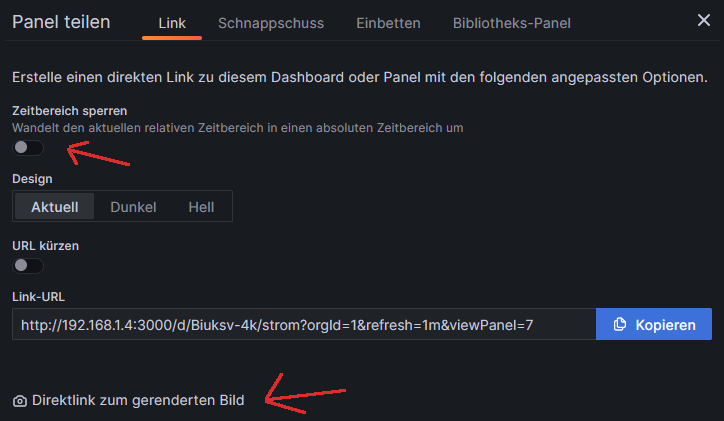 Panel teilen
Link
Schnappschuss
Einbetten
Bibliotheks-Panel
Erstelle einen direkten Link zu diesem Dashboard oder Panel mit den folgenden angepassten Optionen.
Zeitbereich sperren
Wandelt den aktuellen relativen Zeitbereich in einen absoluten Zeitbereich um
Design
Aktuell
Dunkel
Hell
URL kürzen
Link-URL
http://192.168.1.4:3000/d/Biuksv-4k/strom?orgId=1&refresh=1m&viewPanel=7
Kopieren
Direktlink zum gerenderten Bild